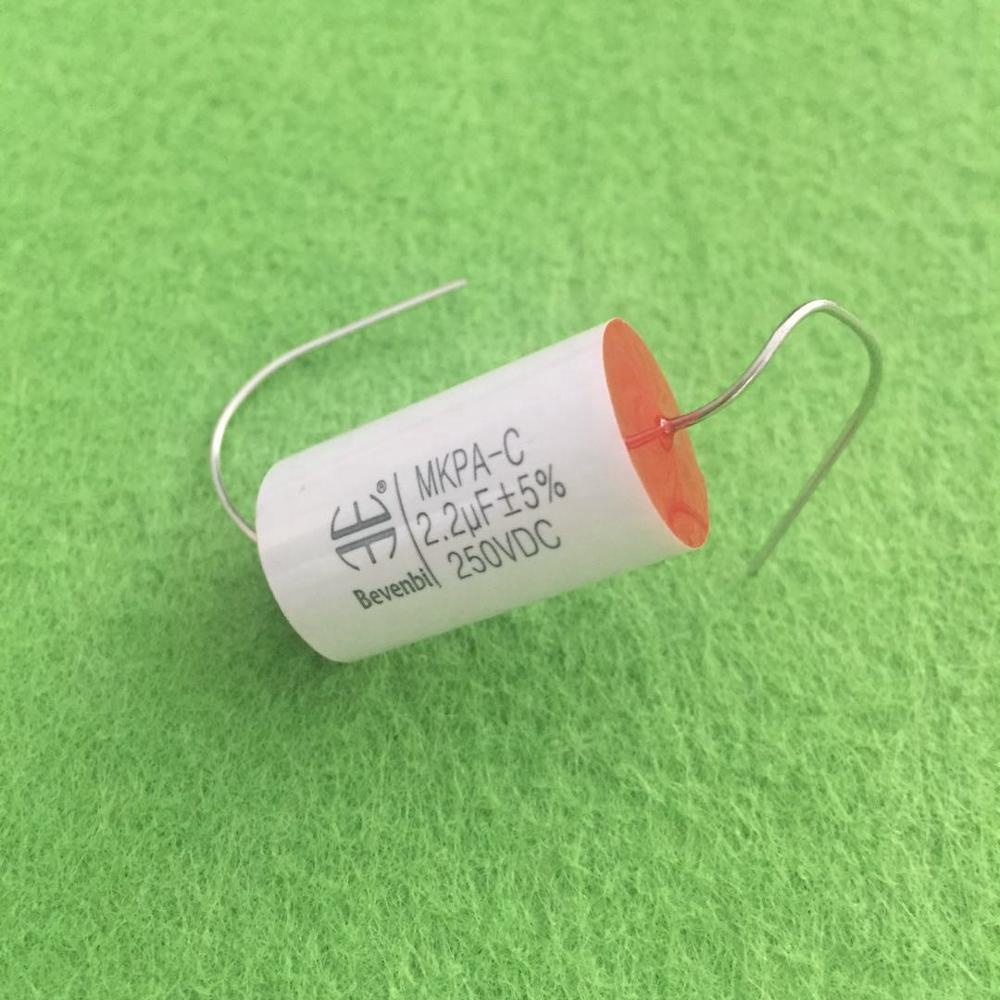 MKPA-C
2.2µF±5%
250VDC
®
Bevenbi